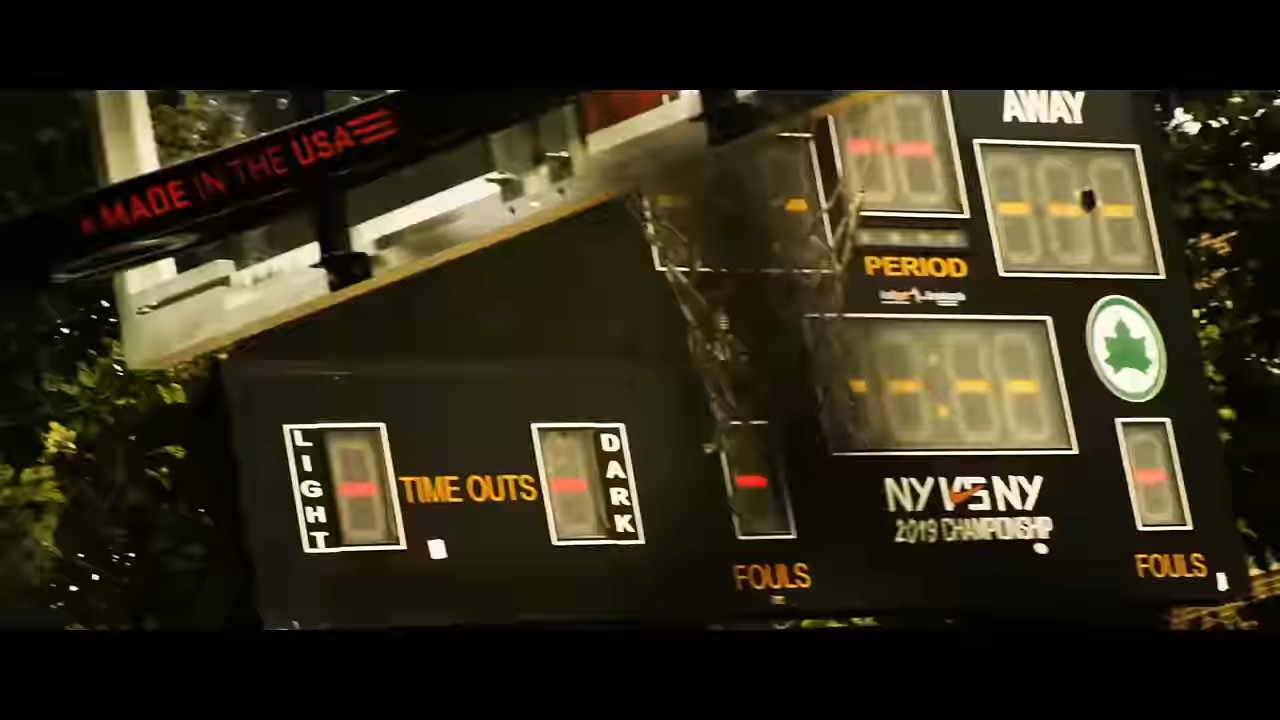 MADE IN THE USA
AWAY
PERIOD
LIGHT
TIME OUTS
DARK
NY VS NY
2019 CHAMPIONSHIP
FOULS
FOULS